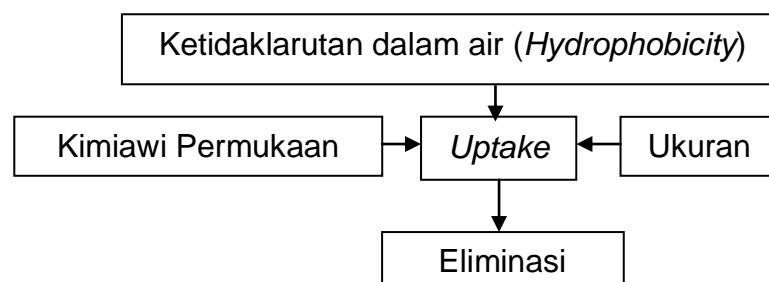 Ketidaklarutan dalam air (Hydrophobicity)
Kimiawi Permukaan
Uptake
Ukuran
Eliminasi